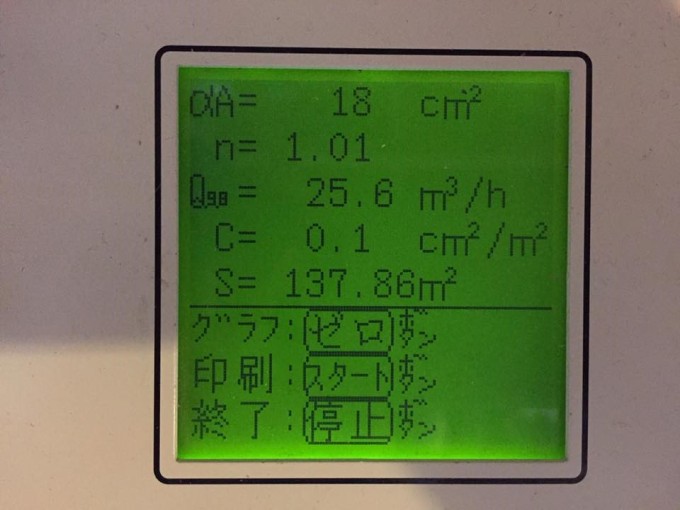 αA= 18 cm²
n= 1.01
Q9.8= 25.6 m³/h
C= 0.1 cm²/m²
S= 137.86m²
グラフ:ゼロボタン
印刷:スタートボタン
終了:停止ボタン